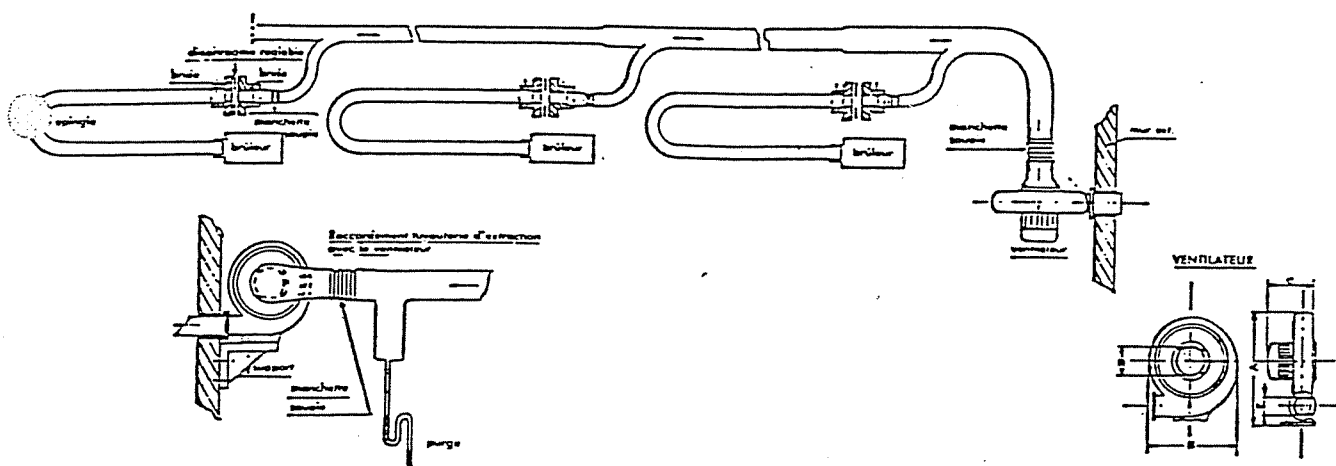 diaphragme réglable
bride
bride
épingle
manchette
souple
brûleur
brûleur
brûleur
manchette
souple
mur ext.
ventilateur
Raccordement tuyauterie d'extraction
avec le ventilateur
support
manchette
souple
purge
VENTILATEUR
A
B